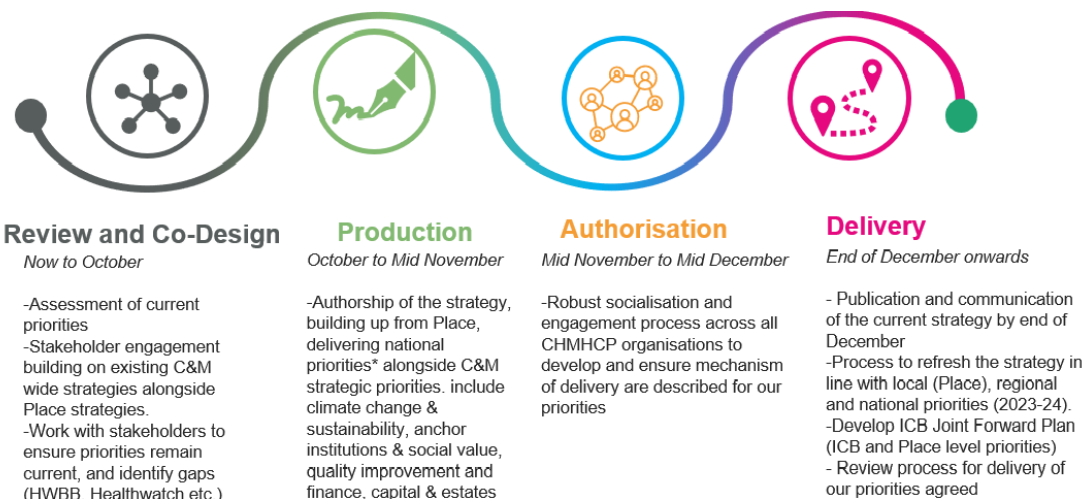 Review and Co-Design
Now to October
-Assessment of current
priorities
-Stakeholder engagement
building on existing C&M
wide strategies alongside
Place strategies.
-Work with stakeholders to
ensure priorities remain
current, and identify gaps
(HWBB, Healthwatch etc.)
Production
October to Mid November
-Authorship of the strategy,
building up from Place,
delivering national
priorities* alongside C&M
strategic priorities. include
climate change &
sustainability, anchor
institutions & social value,
quality improvement and
finance, capital & estates
Authorisation
Mid November to Mid December
-Robust socialisation and
engagement process across all
CHMHCP organisations to
develop and ensure mechanism
of delivery are described for our
priorities
Delivery
End of December onwards
- Publication and communication
of the current strategy by end of
December
-Process to refresh the strategy in
line with local (Place), regional
and national priorities (2023-24).
-Develop ICB Joint Forward Plan
(ICB and Place level priorities)
- Review process for delivery of
our priorities agreed